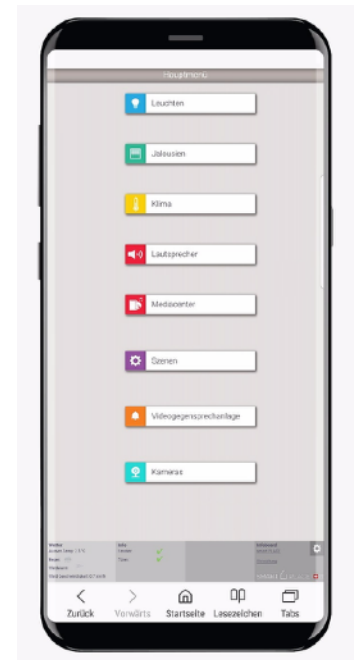 Hauptmenü
Leuchten
Jalousien
Klima
Lautsprecher
Mediacenter
Szenen
Videogegensprechanlage
Kameras
Zurück Vorwärts Startseite Lesezeichen Tabs